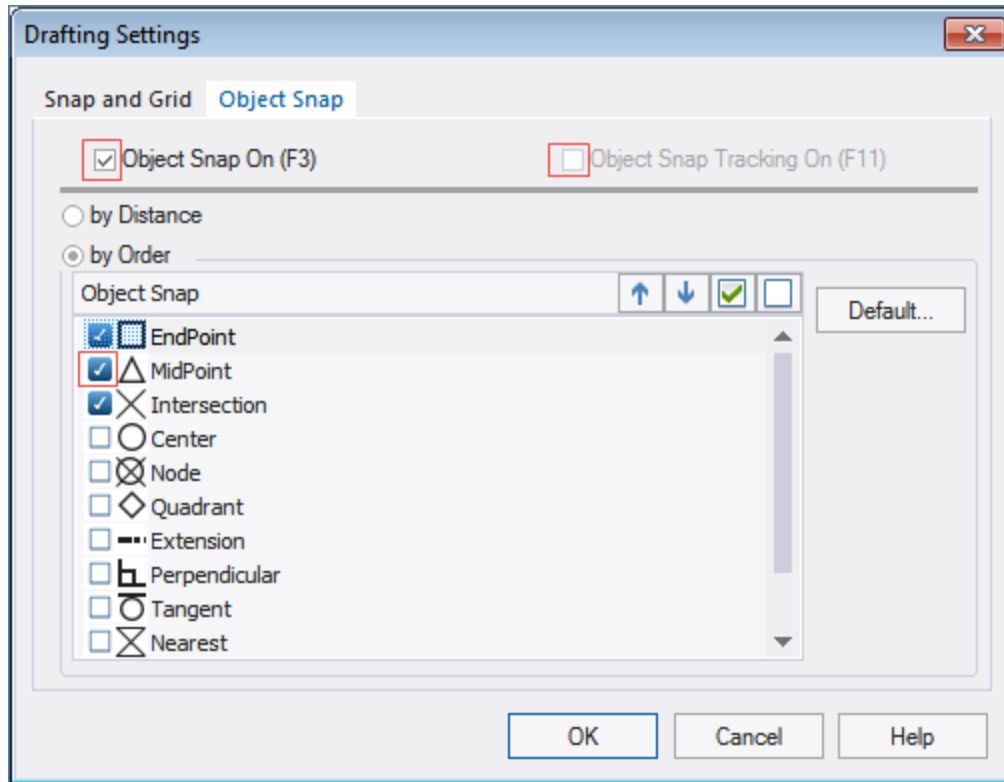 Drafting Settings
Snap and Grid Object Snap
Object Snap On (F3) Object Snap Tracking On (F11)
by Distance
by Order
Object Snap
Default...
EndPoint
MidPoint
Intersection
Center
Node
Quadrant
Extension
Perpendicular
Tangent
Nearest
OK Cancel Help